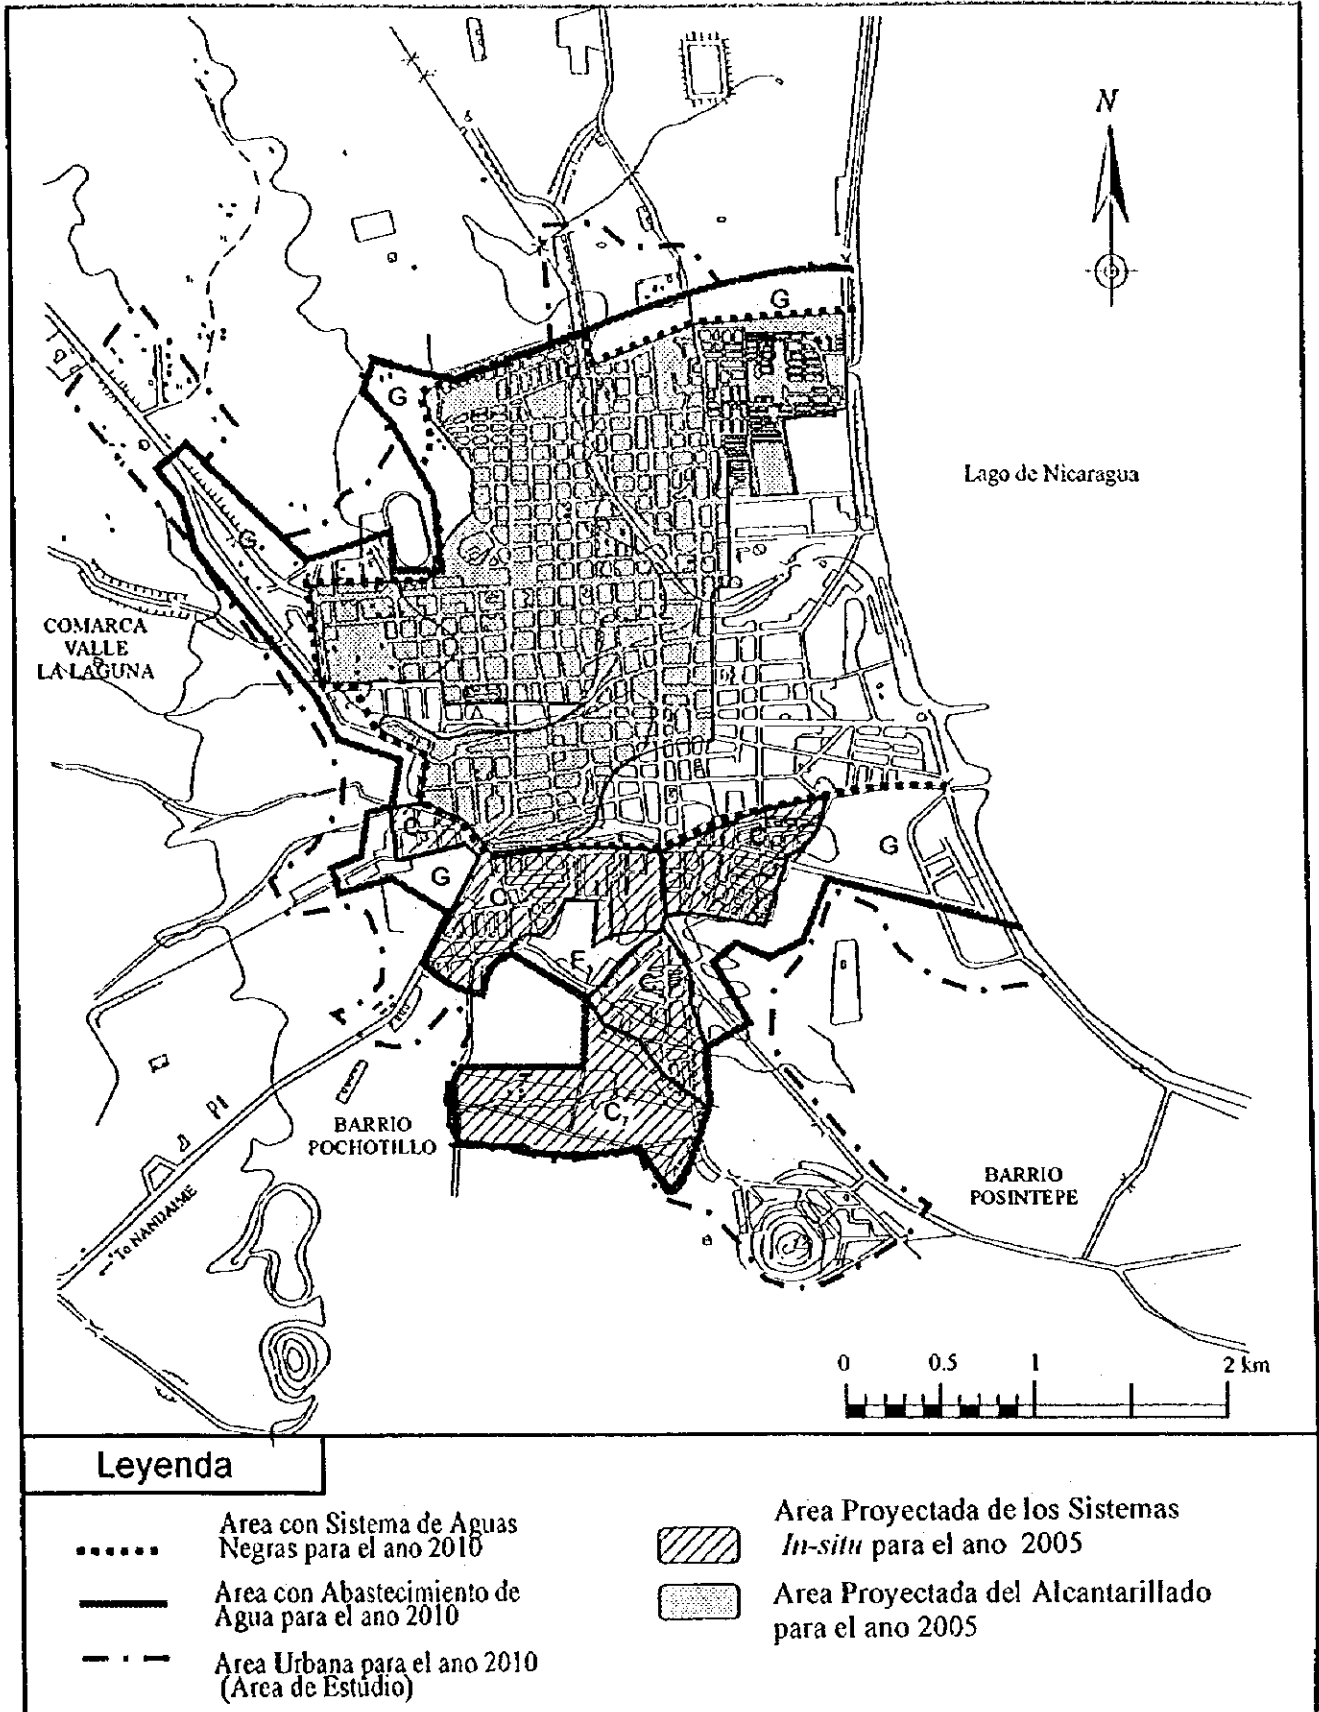 N
G
G
Lago de Nicaragua
G
COMARCA
VALLE
LA LAGUNA
A
C
C
G
G
C
E
C
BARRIO
POCHOTILLO
BARRIO
POSINTEPE
To NANDAIME
0 0.5 1 2 km
Leyenda
Area con Sistema de Aguas
Negras para el ano 2010
Area con Abastecimiento de
Agua para el ano 2010
Area Urbana para el ano 2010
(Area de Estúdio)
Area Proyectada de los Sistemas
In-situ para el ano 2005
Area Proyectada del Alcantarillado
para el ano 2005